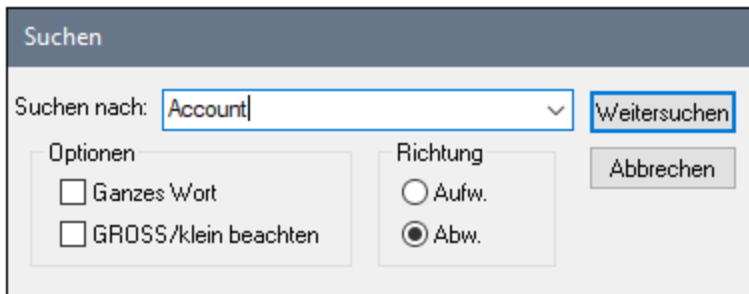 Suchen
Suchen nach: Account Weitersuchen
Optionen Richtung Abbrechen
Ganzes Wort Aufw.
GROSS/klein beachten Abw.